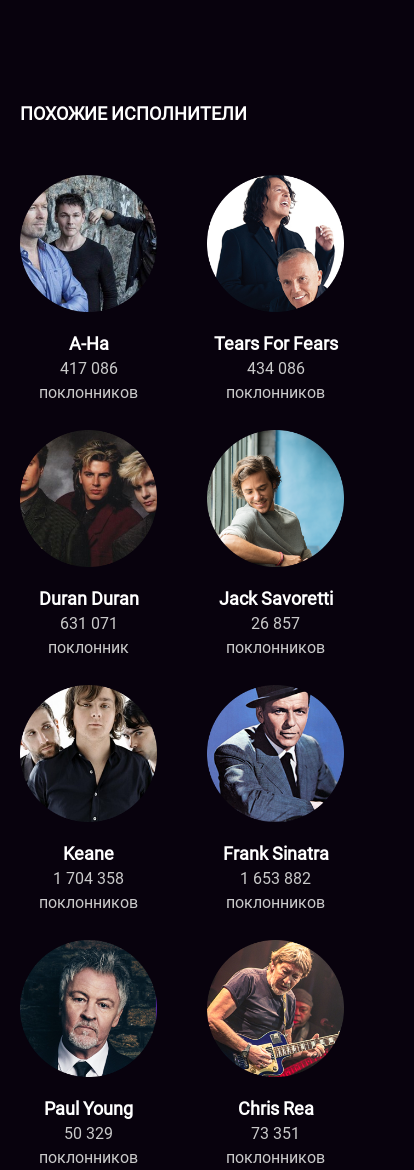 ПОХОЖИЕ ИСПОЛНИТЕЛИ
A-Ha
417 086
поклонников
Tears For Fears
434 086
поклонников
Duran Duran
631 071
поклонник
Jack Savoretti
26 857
поклонников
Keane
1 704 358
поклонников
Frank Sinatra
1 653 882
поклонников
Paul Young
50 329
поклонников
Chris Rea
73 351
поклонников